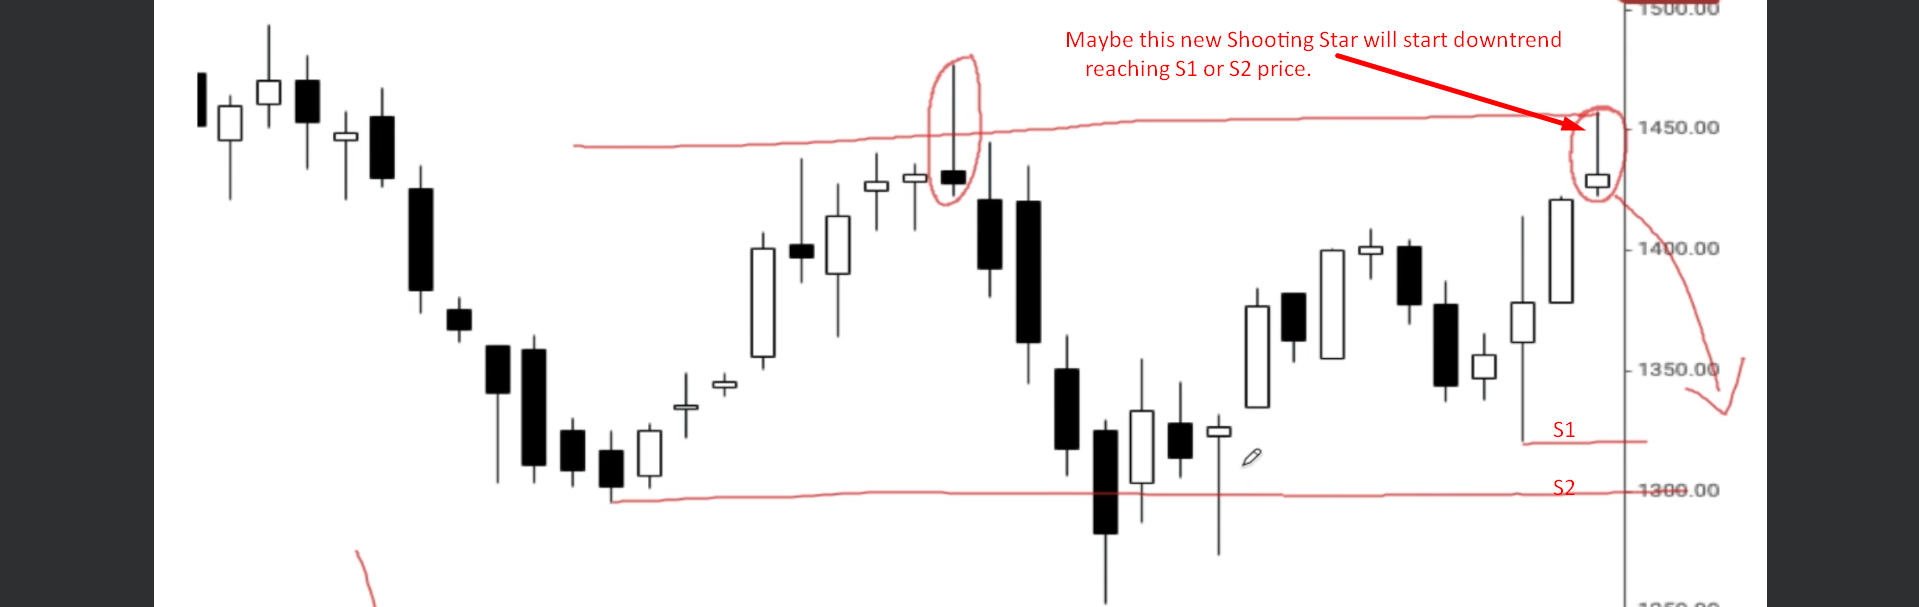 1500.00
Maybe this new Shooting Star will start downtrend
reaching S1 or S2 price.
1450.00
1400.00
1350.00
S1
S2
1300.00